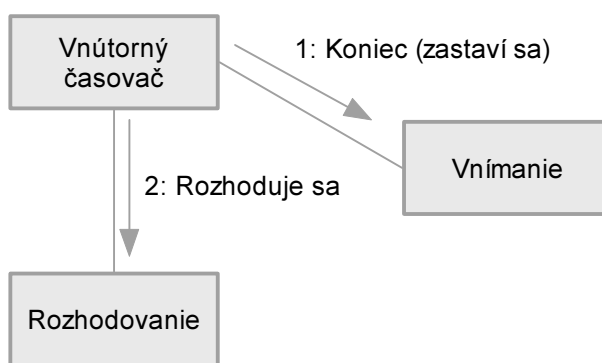 Vnútorný
časovač
1: Koniec (zastaví sa)
Vnímanie
2: Rozhoduje sa
Rozhodovanie